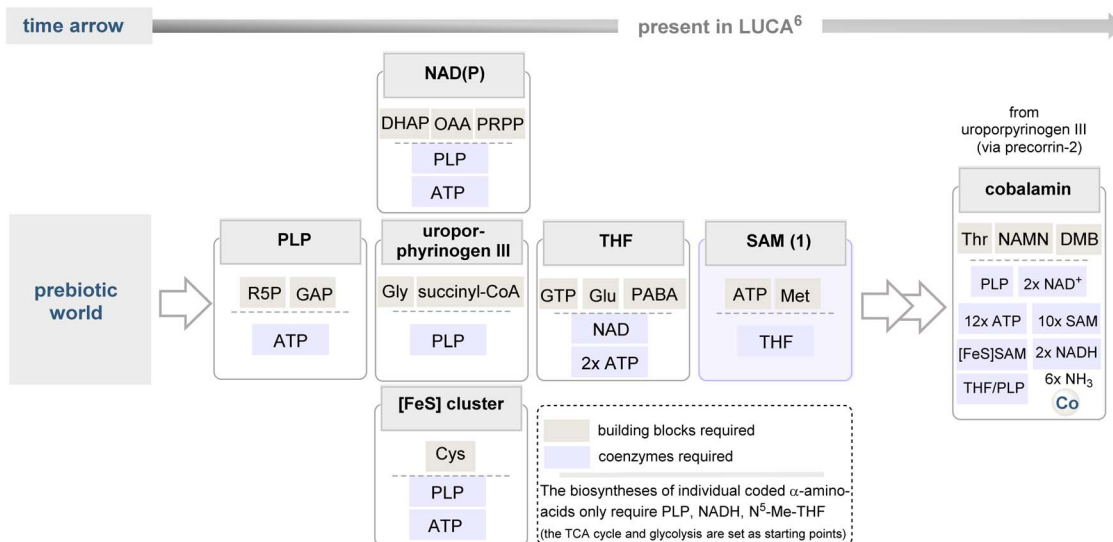 time arrow
present in LUCA⁶
NAD(P)
DHAP OAA PRPP
PLP
ATP
from
uroporpyrinogen III
(via precorrin-2)
cobalamin
Thr NAMN DMB
PLP 2x NAD⁺
12x ATP 10x SAM
[FeS]SAM 2x NADH
THF/PLP 6x NH₃
Co
prebiotic
world
PLP
R5P GAP
ATP
uropor-
phyrinogen III
Gly succinyl-CoA
PLP
THF
GTP Glu PABA
NAD
2x ATP
SAM (1)
ATP Met
THF
[FeS] cluster
Cys
PLP
ATP
building blocks required
coenzymes required
The biosyntheses of individual coded α-amino-
acids only require PLP, NADH, N⁵-Me-THF
(the TCA cycle and glycolysis are set as starting points)